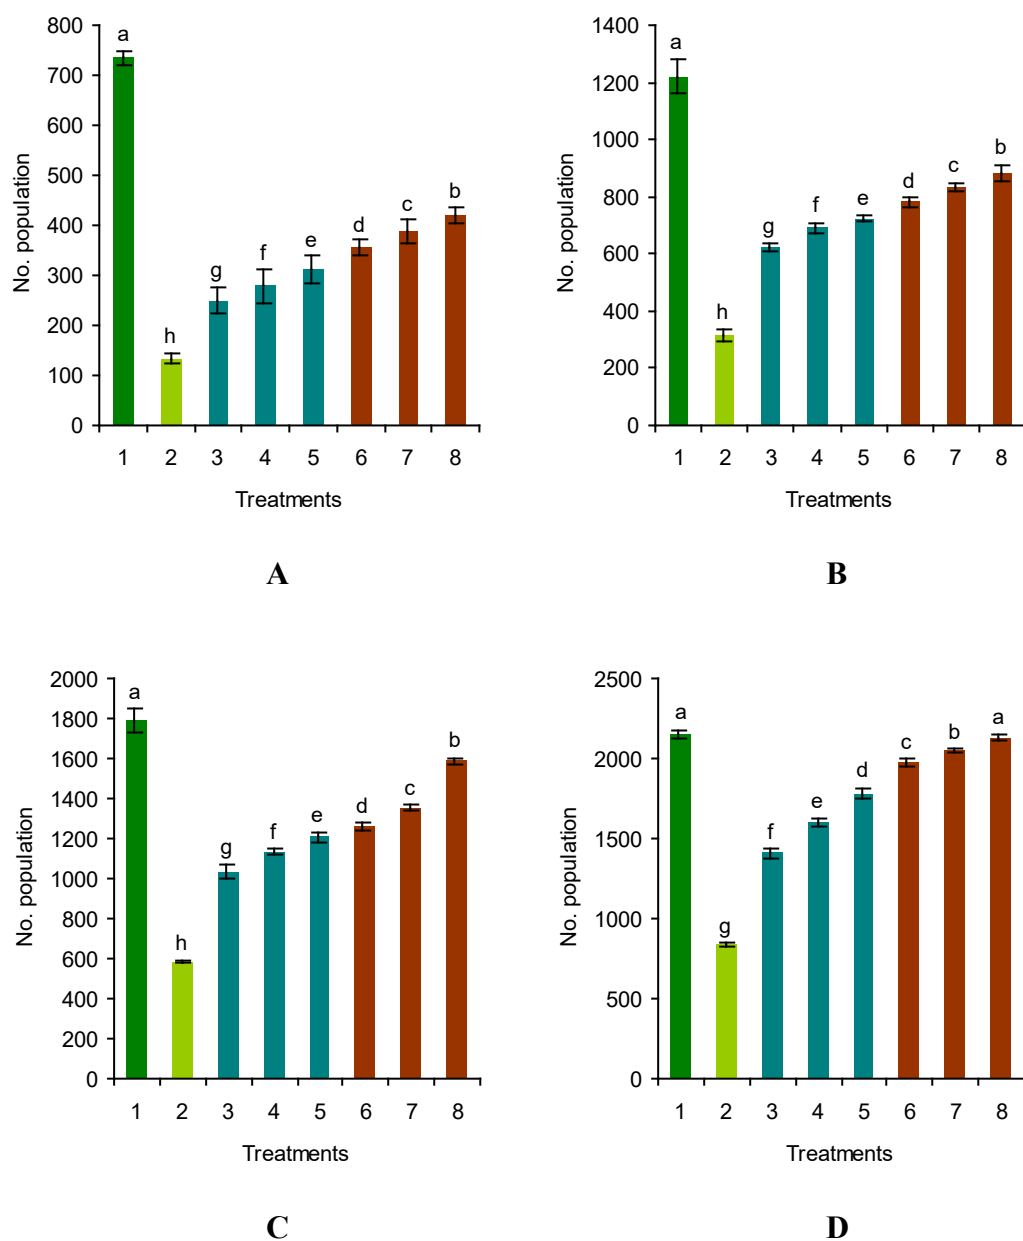 No. population
800
700
600
500
400
300
200
100
0
a
h
g
f
e
d
c
b
1 2 3 4 5 6 7 8
Treatments
A
No. population
1400
1200
1000
800
600
400
200
0
a
h
g
f
e
d
c
b
1 2 3 4 5 6 7 8
Treatments
B
No. population
2000
1800
1600
1400
1200
1000
800
600
400
200
0
a
h
g
f
e
d
c
b
1 2 3 4 5 6 7 8
Treatments
C
No. population
2500
2000
1500
1000
500
0
a
g
f
e
d
c
b
a
1 2 3 4 5 6 7 8
Treatments
D